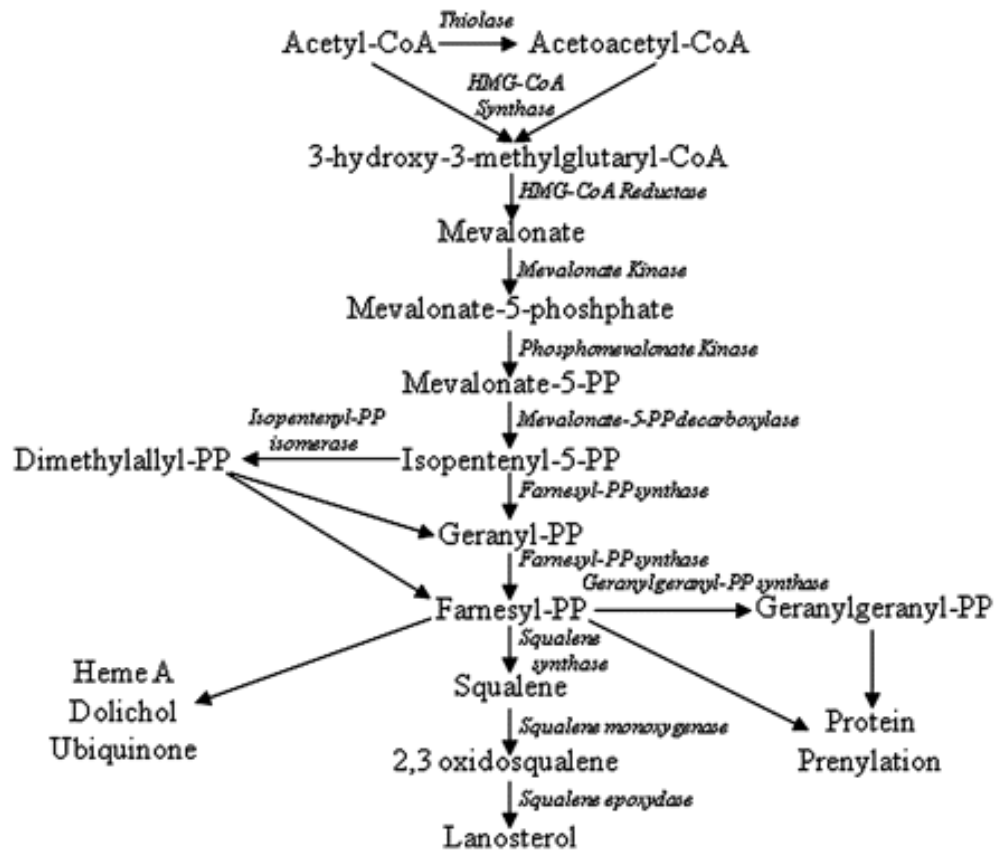 Thiolase
Acetyl-CoA
Acetoacetyl-CoA
HMG-CoA
Synthase
3-hydroxy-3-methylglutaryl-CoA
HMG-CoA Reductase
Mevalonate
Mevalonate Kinase
Mevalonate-5-phoshphate
Phosphomevalonate Kinase
Mevalonate-5-PP
Mevalonate-5-PP decarboxylase
Isopentenyl-PP
isomerase
Dimethylallyl-PP
Isopentenyl-5-PP
Farnesyl-PP synthase
Geranyl-PP
Farnesyl-PP synthase
Geranylgeranyl-PP synthase
Farnesyl-PP
Geranylgeranyl-PP
Squalene
synthase
Heme A
Dolichol
Ubiquinone
Squalene
Protein
Prenylation
Squalene monoxygenase
2,3 oxidosqualene
Squalene epoxydase
Lanosterol